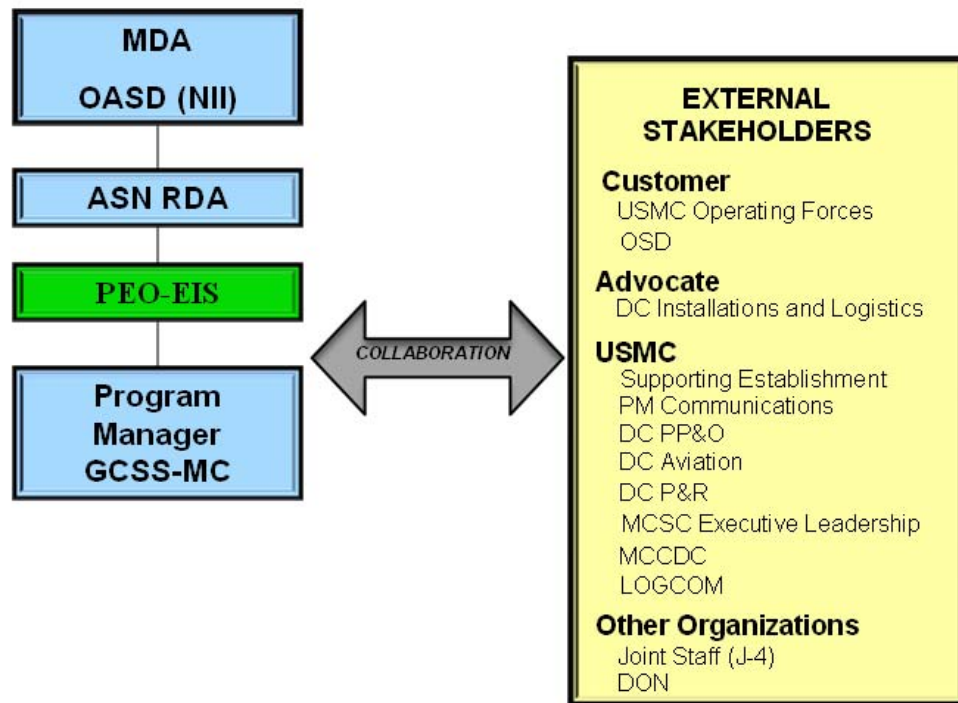 MDA
OASD (NII)
ASN RDA
PEO-EIS
Program
Manager
GCSS-MC
COLLABORATION
EXTERNAL
STAKEHOLDERS
Customer
USMC Operating Forces
OSD
Advocate
DC Installations and Logistics
USMC
Supporting Establishment
PM Communications
DC PP&O
DC Aviation
DC P&R
MCSC Executive Leadership
MCCDC
LOGCOM
Other Organizations
Joint Staff (J-4)
DON